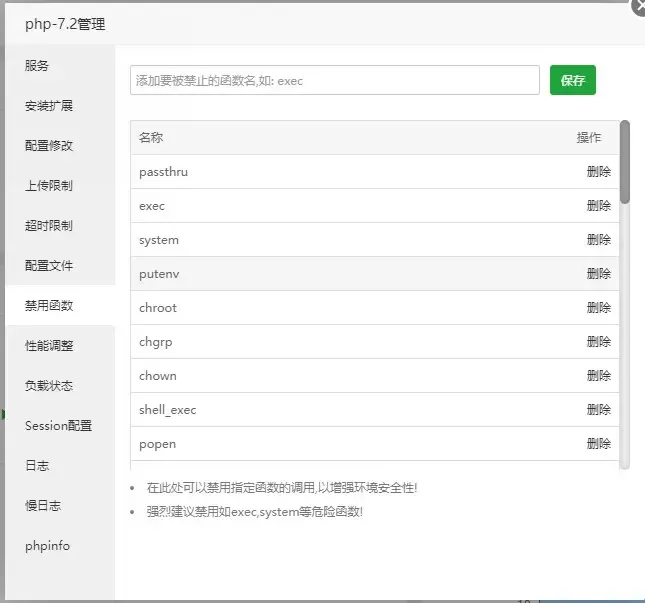 php-7.2管理
服务
安装扩展
配置修改
上传限制
超时限制
配置文件
禁用函数
性能调整
负载状态
Session配置
日志
慢日志
phpinfo
添加要被禁止的函数名,如: exec
保存
名称 操作
passthru 删除
exec 删除
system 删除
putenv 删除
chroot 删除
chgrp 删除
chown 删除
shell_exec 删除
popen 删除
在此处可以禁用指定函数的调用,以增强环境安全性!
强烈建议禁用如exec,system等危险函数!